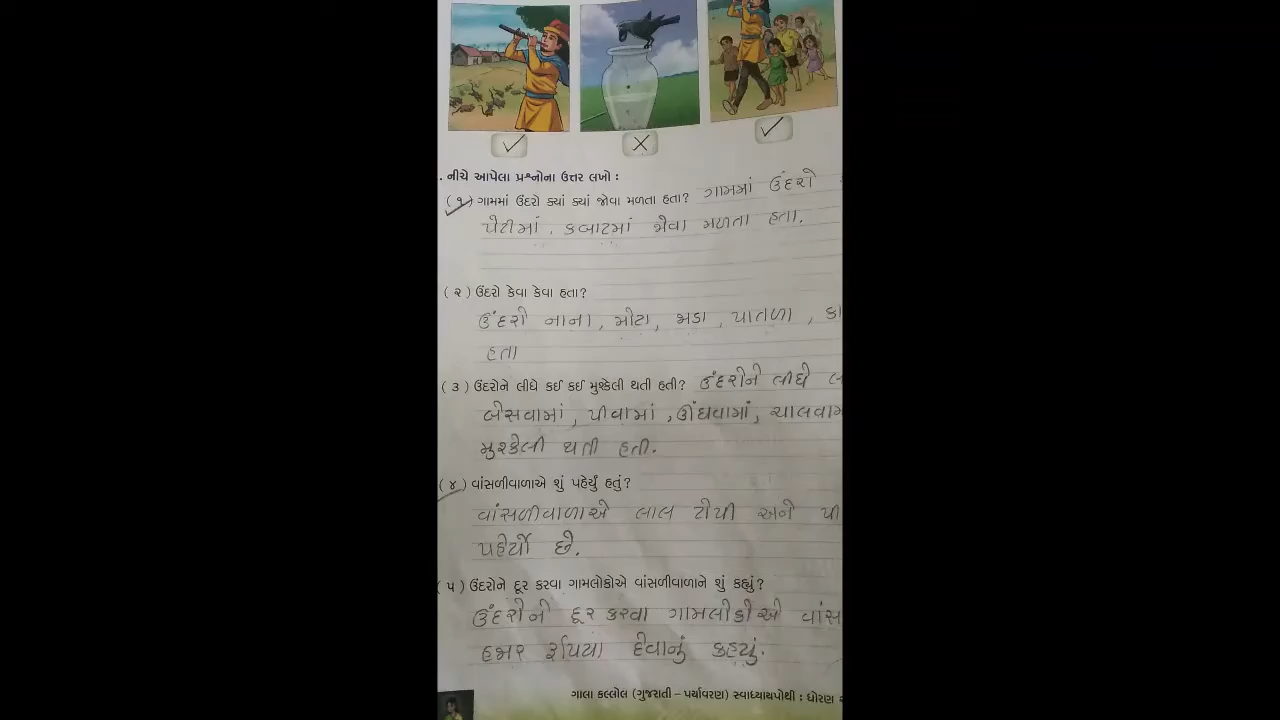 . નીચે આપેલા પ્રશ્નોના ઉત્તર લખો :
(૧) ગામમાં ઉંદરો ક્યાં ક્યાં જોવા મળતા હતા? ગામમાં ઉંદરો
પેટીમાં, કબાટમાં જોવા મળતા હતા.
(૨) ઉંદરો કેવા કેવા હતા?
ઉંદરો નાના, મોટા, જાડા, પાતળા, કા
હતા
(૩) ઉંદરોને લીધે કઈ કઈ મુશ્કેલી થતી હતી? ઉંદરોને લીધે
બેસવામાં, પીવામાં, ઊંઘવામાં, ચાલવામાં
મુશ્કેલી થતી હતી.
(૪) વાંસળીવાળાએ શું પહેર્યું હતું?
વાંસળીવાળાએ લાલ ટોપી અને પી
પહેર્યો છે.
(૫) ઉંદરોને દૂર કરવા ગામલોકોએ વાંસળીવાળાને શું કહ્યું?
ઉંદરોની દૂર કરવા ગામલોકોએ વાંસ
હજાર રૂપિયા દેવાનું કહયું.
ગાલા કલ્લોલ (ગુજરાતી – પર્યાવરણ) સ્વાધ્યાયપોથી : ધોરણ ૨